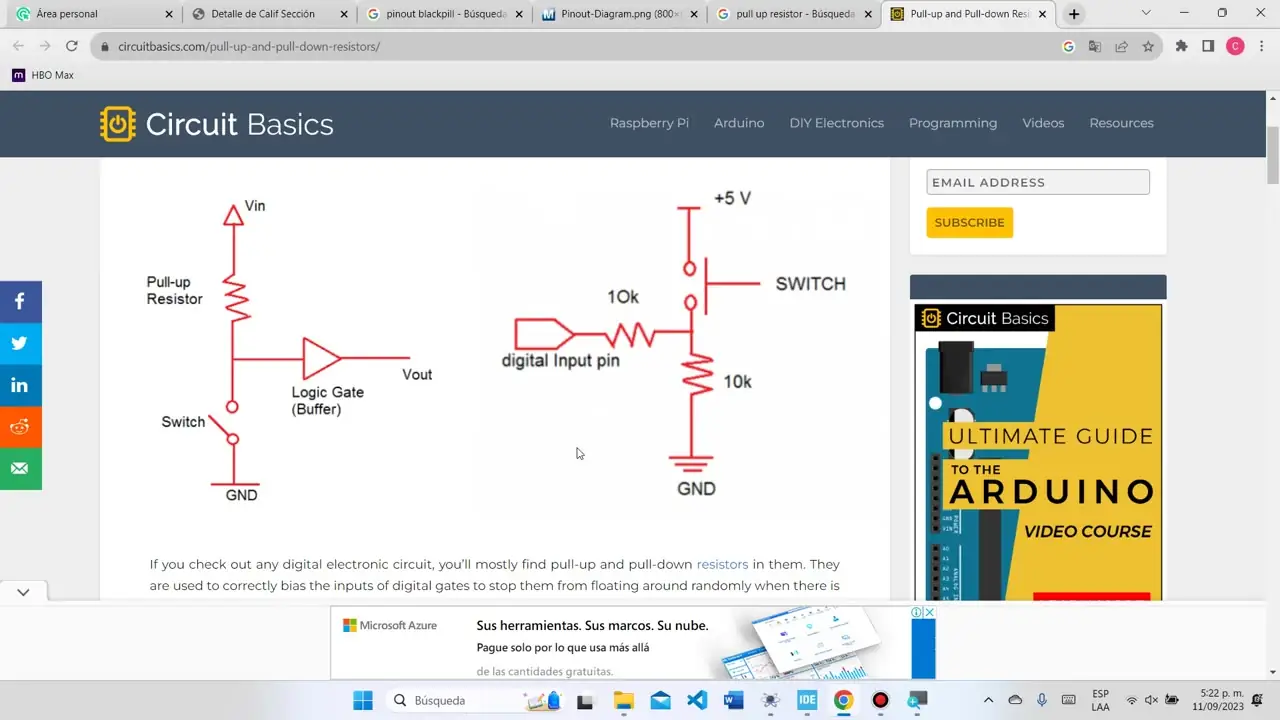 Área personal
Detalle de Calif Sección
pinout blackpill - Búsqueda
Pinout-Diagram.png (800×
pull up resistor - Búsqueda
Pull-up and Pull-down Resi
circuitbasics.com/pull-up-and-pull-down-resistors/
C
HBO Max
Circuit Basics
Raspberry Pi
Arduino
DIY Electronics
Programming
Videos
Resources
EMAIL ADDRESS
SUBSCRIBE
Vin
Pull-up
Resistor
Vout
Logic Gate
(Buffer)
Switch
GND
+5 V
SWITCH
10k
digital Input pin
10k
GND
Circuit Basics
ULTIMATE GUIDE
TO THE
ARDUINO
VIDEO COURSE
If you check out any digital electronic circuit, you’ll mostly find pull-up and pull-down resistors in them. They
are used to correctly bias the inputs of digital gates to stop them from floating around randomly when there is
Microsoft Azure
Sus herramientas. Sus marcos. Su nube.
Pague solo por lo que usa más allá
de las cantidades gratuitas.
Búsqueda
IDE
ESP
LAA
5:22 p. m.
11/09/2023